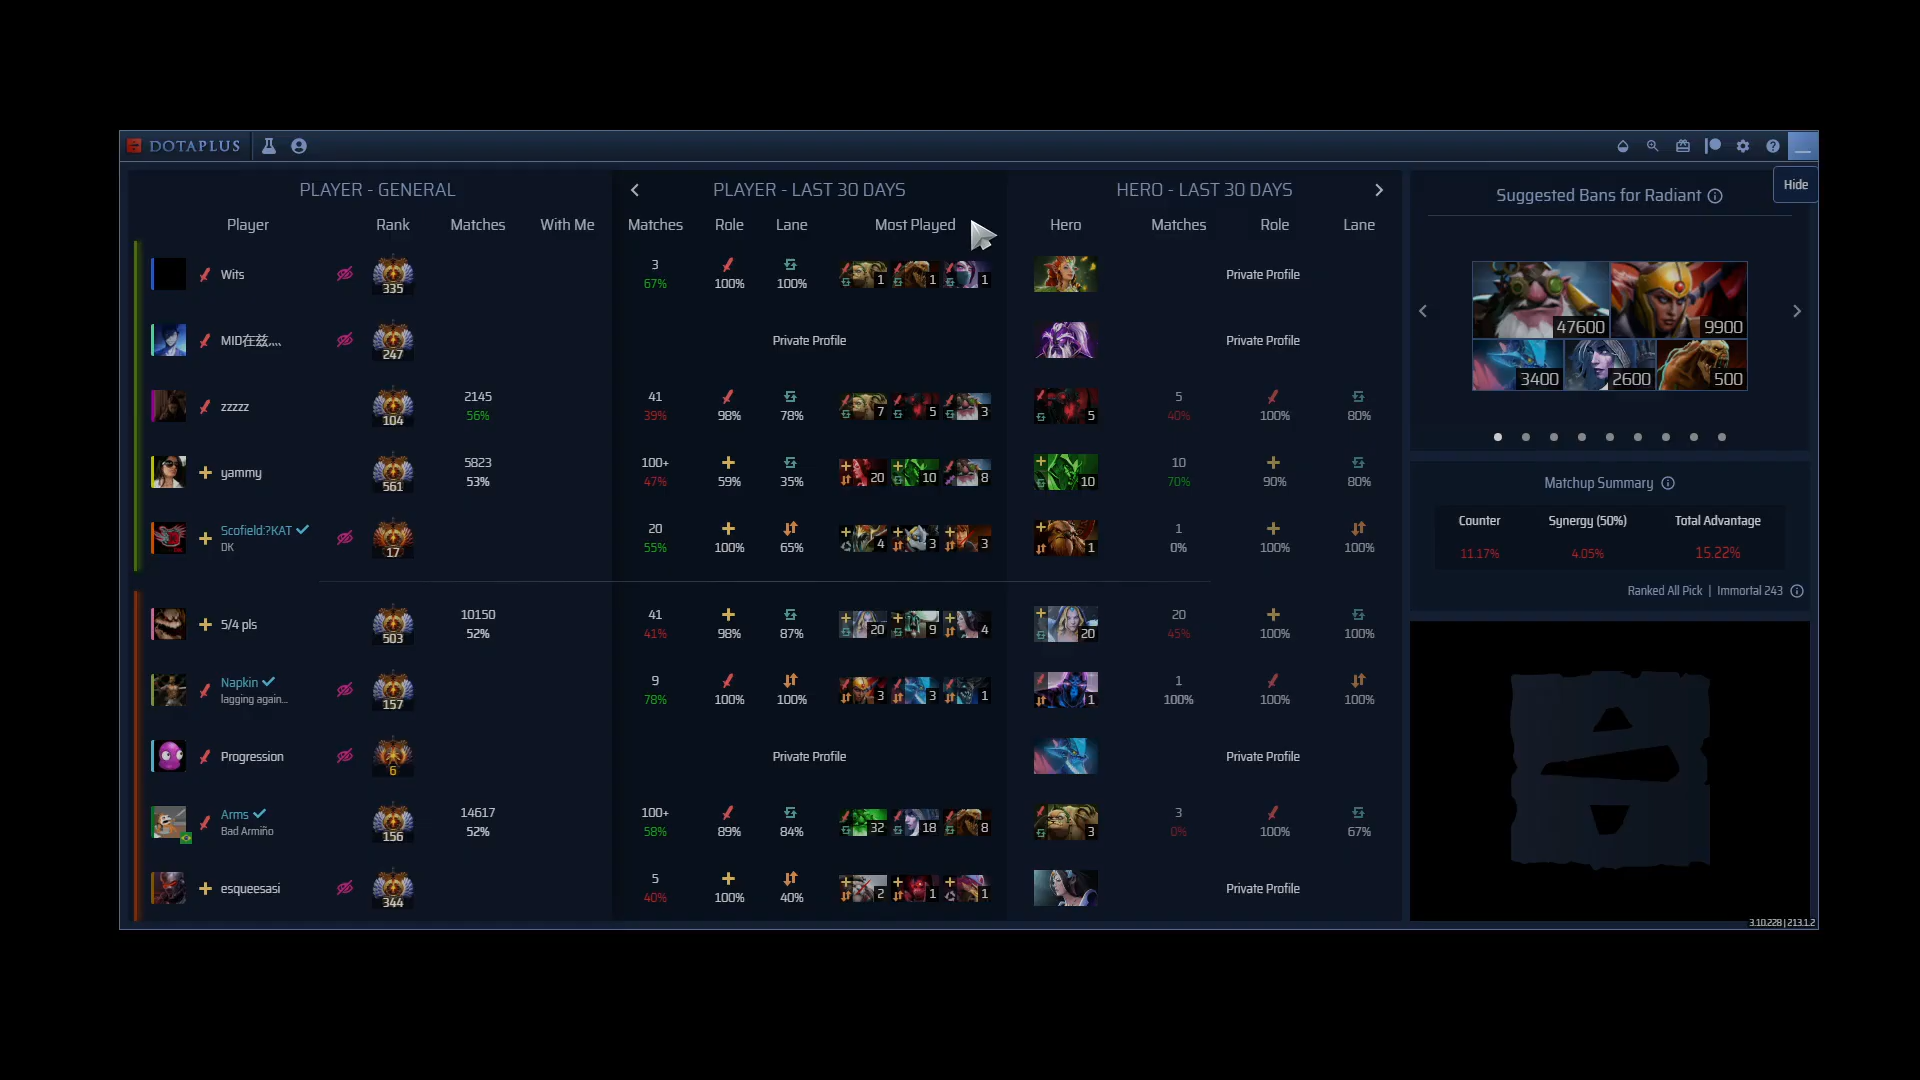 DOTAPLUS
Hide
PLAYER - GENERAL
PLAYER - LAST 30 DAYS
HERO - LAST 30 DAYS
Suggested Bans for Radiant
Player Rank Matches With Me
Matches Role Lane Most Played
Hero Matches Role Lane
Wits 335
3 67% 100% 100% 1 1 1
Private Profile
MID在兹灬灬 247
Private Profile
Private Profile
zzzzz 104 2145 56%
41 39% 98% 78% 7 5 3
5 5 40% 100% 80%
yammy 561 5823 53%
100+ 47% 59% 35% 20 10 8
10 10 70% 90% 80%
Scofield:?KAT
DK
17
20 55% 100% 65% 4 3 3
1 1 0% 100% 100%
5/4 pls 503 10150 52%
41 41% 98% 87% 20 9 4
20 20 45% 100% 100%
Napkin
lagging again...
157
9 78% 100% 100% 3 3 1
1 1 100% 100% 100%
Progression 6
Private Profile
Private Profile
Arms
Bad Armiño
156 14617 52%
100+ 58% 89% 84% 32 18 8
3 3 0% 100% 67%
esqueesasi 344
5 40% 100% 40% 2 1 1
Private Profile
47600 9900
3400 2600 500
Matchup Summary
Counter Synergy (50%) Total Advantage
11.17% 4.05% 15.22%
Ranked All Pick | Immortal 243
3.10.228 | 213.1.2